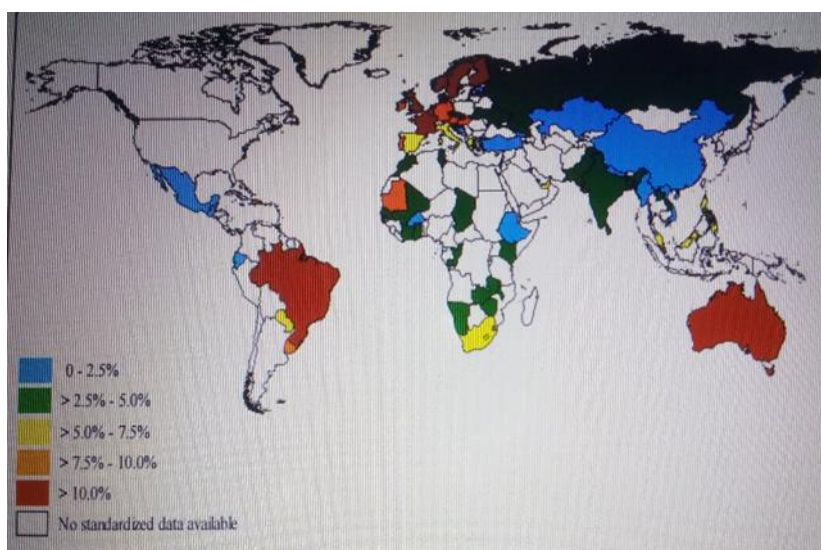 0 - 2.5%
> 2.5% - 5.0%
> 5.0% - 7.5%
> 7.5% - 10.0%
> 10.0%
No standardized data available